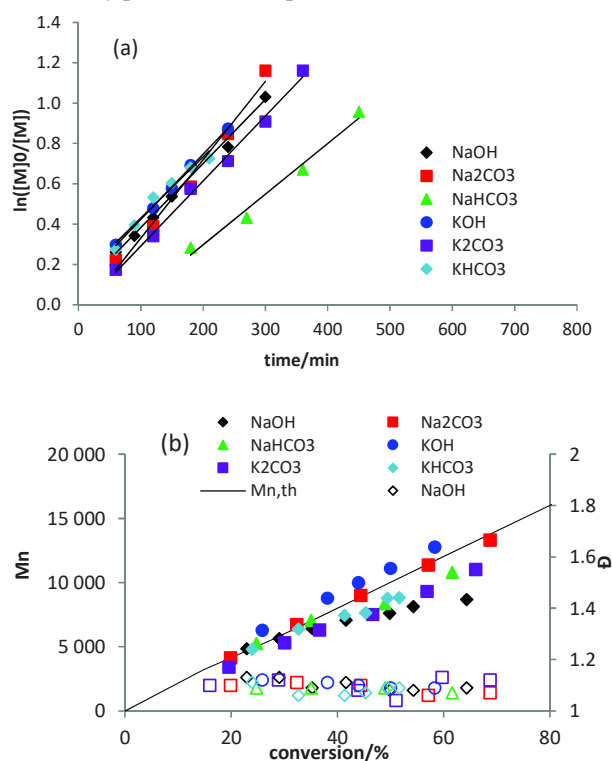 (a)
1.4
1.2
1.0
0.8
0.6
0.4
0.2
0.0
ln([M]0/[M])
0 100 200 300 400 500 600 700 800
time/min
NaOH
Na2CO3
NaHCO3
KOH
K2CO3
KHCO3
(b)
NaOH Na2CO3
NaHCO3 KOH
K2CO3 KHCO3
Mn,th NaOH
20 000
15 000
10 000
5 000
0
Mn
2
1.8
1.6
1.4
1.2
1
Đ
0 20 40 60 80
conversion/%